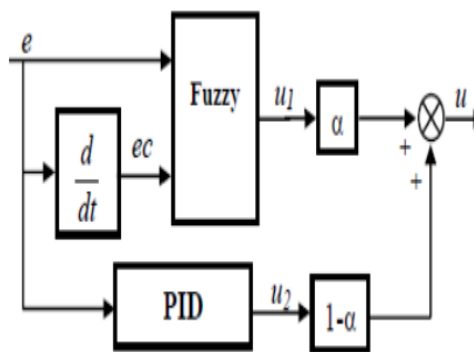 e
Fuzzy
u₁
α
u
d
dt
ec
+
+
PID
u₂
1-α